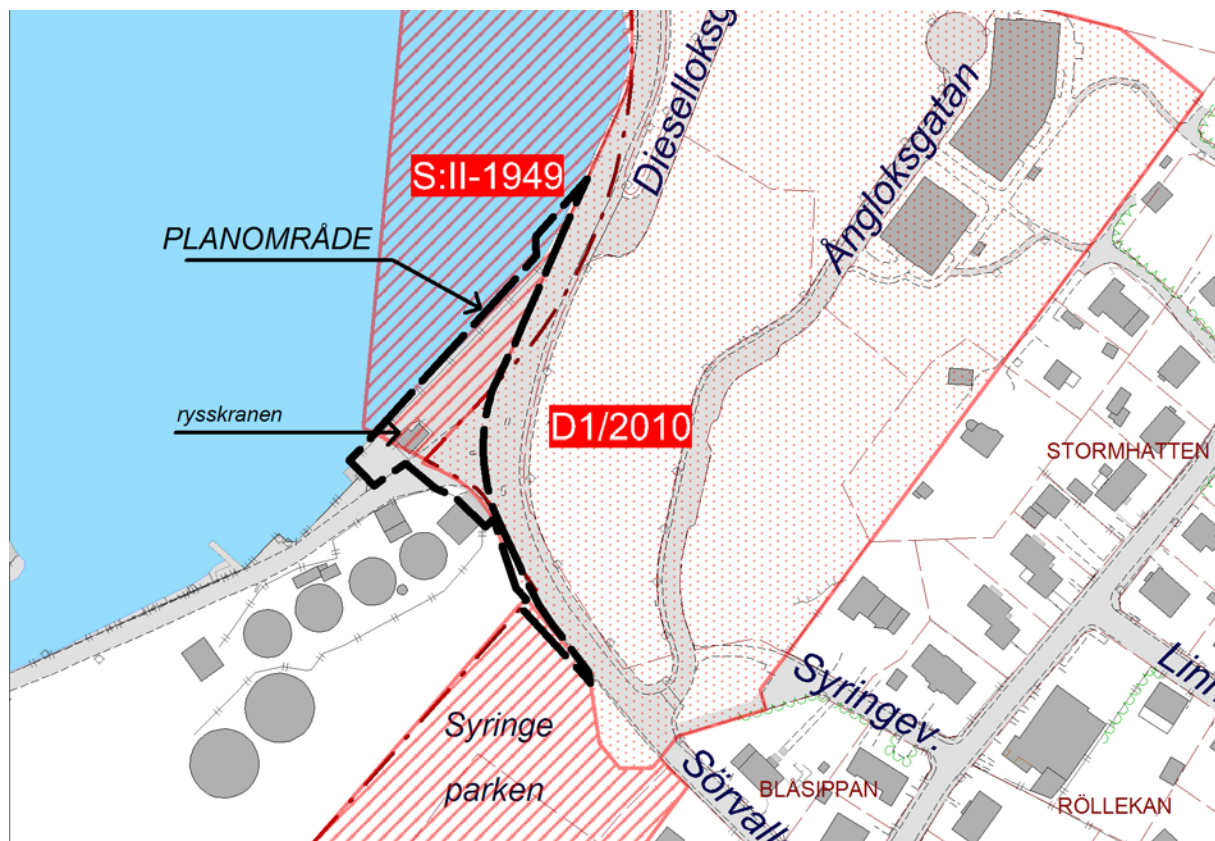 Dieselloksg
Ångloksgatan
S:II-1949
PLANOMRÅDE
rysskranen
D1/2010
STORMHATTEN
Syringe
parken
Syringev.
Linn
Sörvall
BLÅSIPPAN
RÖLLEKAN